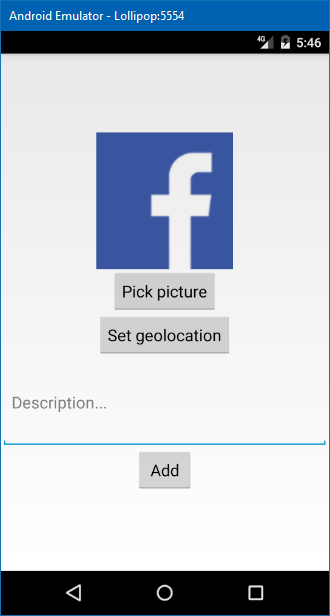 Android Emulator - Lollipop:5554
4G 5:46
f
Pick picture
Set geolocation
Description...
Add